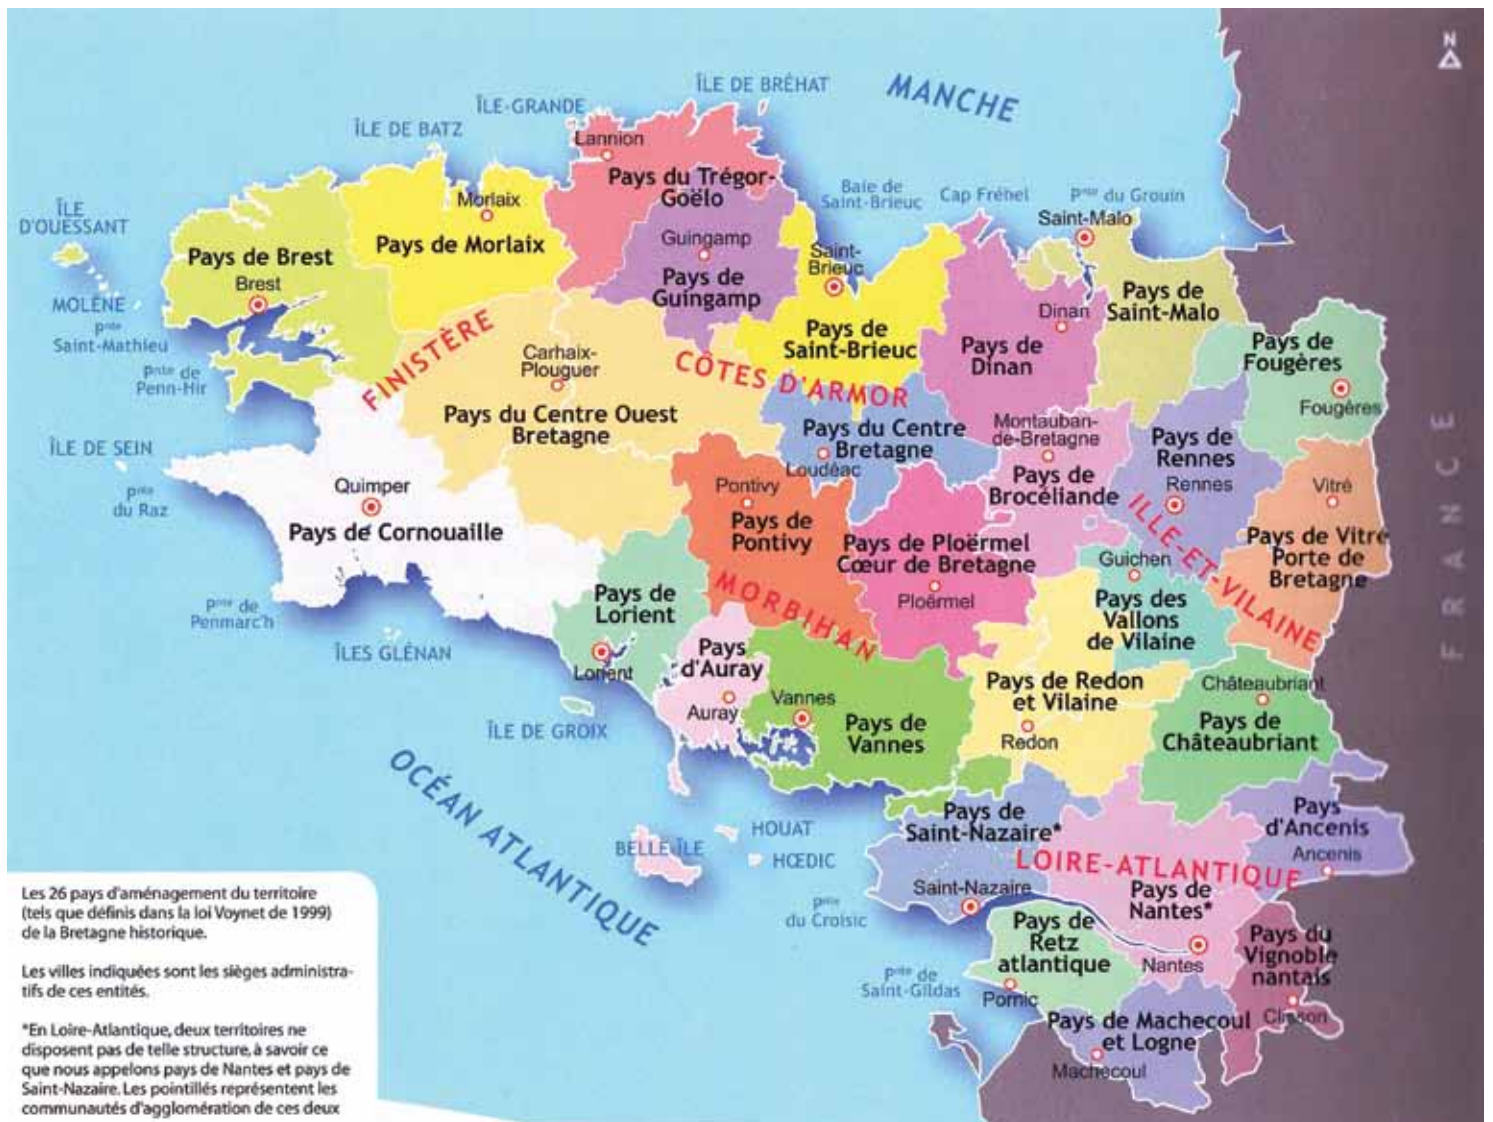 N
MANCHE
ÎLE DE BRÉHAT
ÎLE-GRANDE
ÎLE DE BATZ
Lannion
Pays du Trégor-
Goëlo
Baie de
Saint-Brieuc
Cap Fréhel
Pnte du Grouin
Saint-Malo
ÎLE
D'OUESSANT
Morlaix
Pays de Morlaix
Pays de Brest
Brest
Guingamp
Pays de
Guingamp
Saint-
Brieuc
Pays de
Saint-Brieuc
Dinan
Pays de
Dinan
Pays de
Saint-Malo
Pays de
Fougères
Fougères
MOLÈNE
Pnte
Saint-Mathieu
Pnte de
Penn-Hir
FINISTÈRE
Carhaix-
Plouguer
Pays du Centre Ouest
Bretagne
CÔTES D'ARMOR
Pays du Centre
Bretagne
Loudéac
Montauban-
de-Bretagne
Pays de
Brocéliande
Pays de
Rennes
Rennes
ILLE-ET-VILAINE
Vitré
Pays de Vitré
Porte de
Bretagne
FRANCE
ÎLE DE SEIN
Pnte
du Raz
Quimper
Pays de Cornouaille
Pontivy
Pays de
Pontivy
Pays de Ploërmel
Cœur de Bretagne
Ploërmel
Guichen
Pays des
Vallons
de Vilaine
Pnte de
Penmarc'h
ÎLES GLÉNAN
Pays de
Lorient
Lorient
MORBIHAN
Pays
d'Auray
Auray
Vannes
Pays de
Vannes
Pays de Redon
et Vilaine
Redon
Châteaubriant
Pays de
Châteaubriant
ÎLE DE GROIX
OCÉAN ATLANTIQUE
BELLE-ÎLE
HOUAT
HŒDIC
Pnte
du Croisic
Pays de
Saint-Nazaire*
Saint-Nazaire
LOIRE-ATLANTIQUE
Pays
d'Ancenis
Ancenis
Pays de
Nantes*
Nantes
Pays de
Retz
atlantique
Pornic
Pnte de
Saint-Gildas
Pays du
Vignoble
nantais
Clisson
Pays de Machecoul
et Logne
Machecoul
Les 26 pays d'aménagement du territoire
(tels que définis dans la loi Voynet de 1999)
de la Bretagne historique.
Les villes indiquées sont les sièges administra-
tifs de ces entités.
*En Loire-Atlantique, deux territoires ne
disposent pas de telle structure, à savoir ce
que nous appelons pays de Nantes et pays de
Saint-Nazaire. Les pointillés représentent les
communautés d'agglomération de ces deux